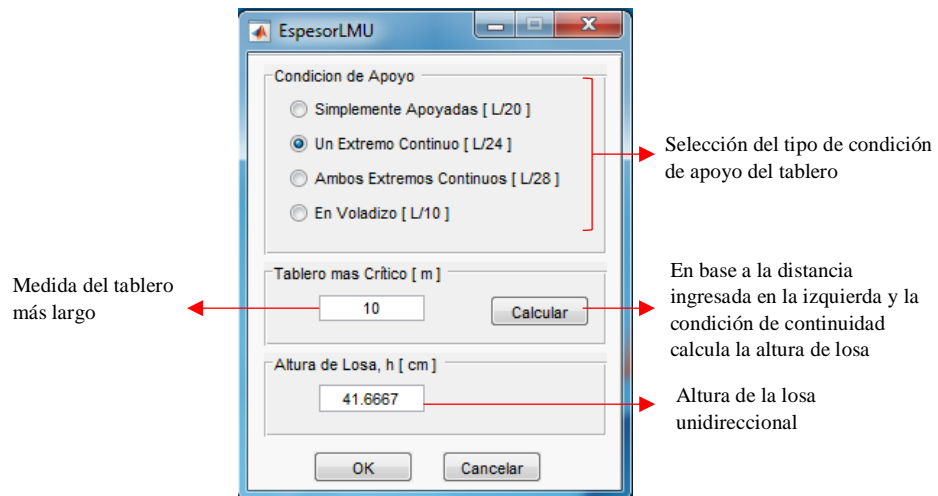 EspesorLMU
Condicion de Apoyo
Simplemente Apoyadas [ L/20 ]
Un Extremo Continuo [ L/24 ]
Ambos Extremos Continuos [ L/28 ]
En Voladizo [ L/10 ]
Selección del tipo de condición
de apoyo del tablero
Tablero mas Crítico [ m ]
10
Calcular
Medida del tablero
más largo
En base a la distancia
ingresada en la izquierda y la
condición de continuidad
calcula la altura de losa
Altura de Losa, h [ cm ]
41.6667
Altura de la losa
unidireccional
OK
Cancelar